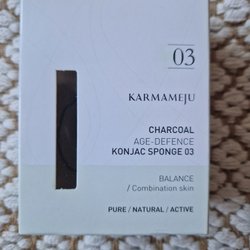 03
KARMAMEJU
CHARCOAL
AGE-DEFENCE
KONJAC SPONGE 03
BALANCE
/ Combination skin
PURE / NATURAL / ACTIVE